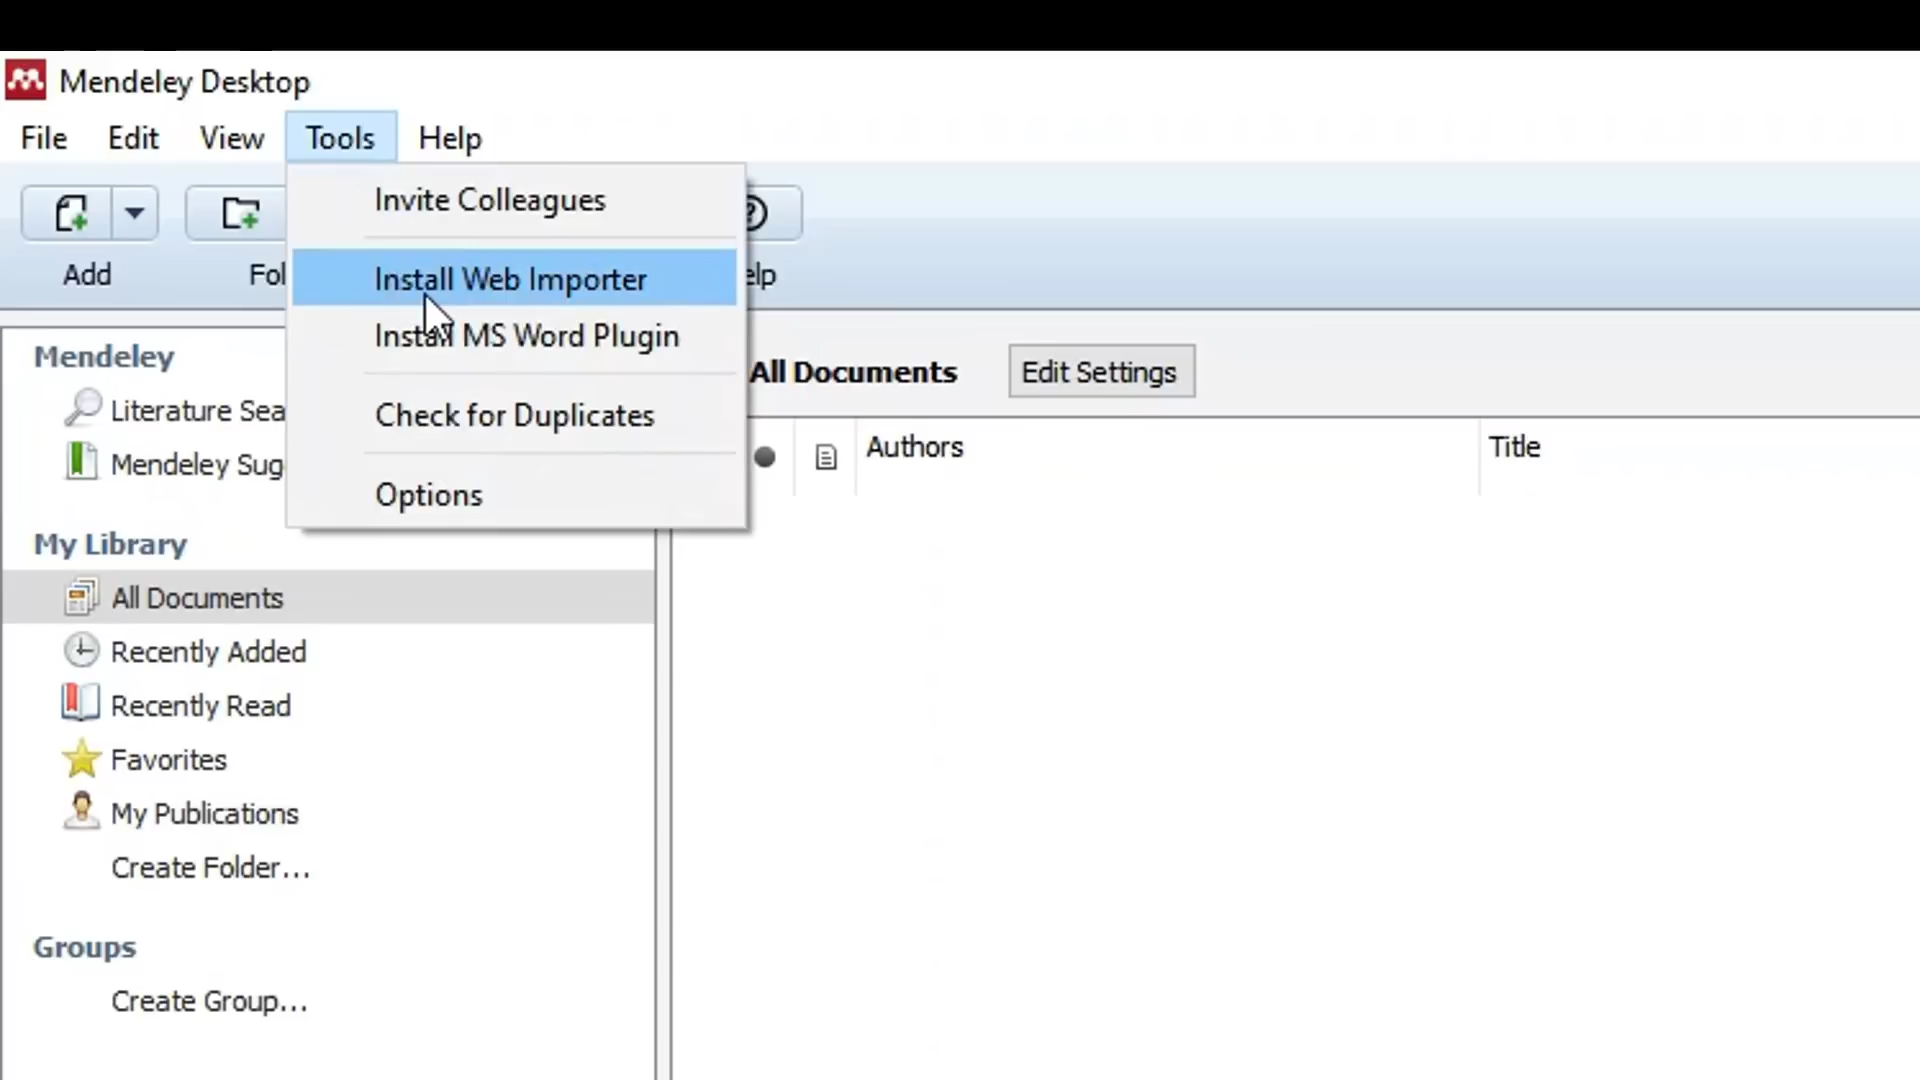 Mendeley Desktop
File Edit View Tools Help
Invite Colleagues
Install Web Importer
Install MS Word Plugin
Check for Duplicates
Options
Add
Mendeley
Literature Sea
Mendeley Sug
My Library
All Documents
Recently Added
Recently Read
Favorites
My Publications
Create Folder...
Groups
Create Group...
All Documents Edit Settings
Authors Title